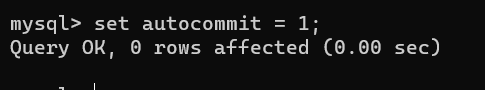 mysql> set autocommit = 1;
Query OK, 0 rows affected (0.00 sec)